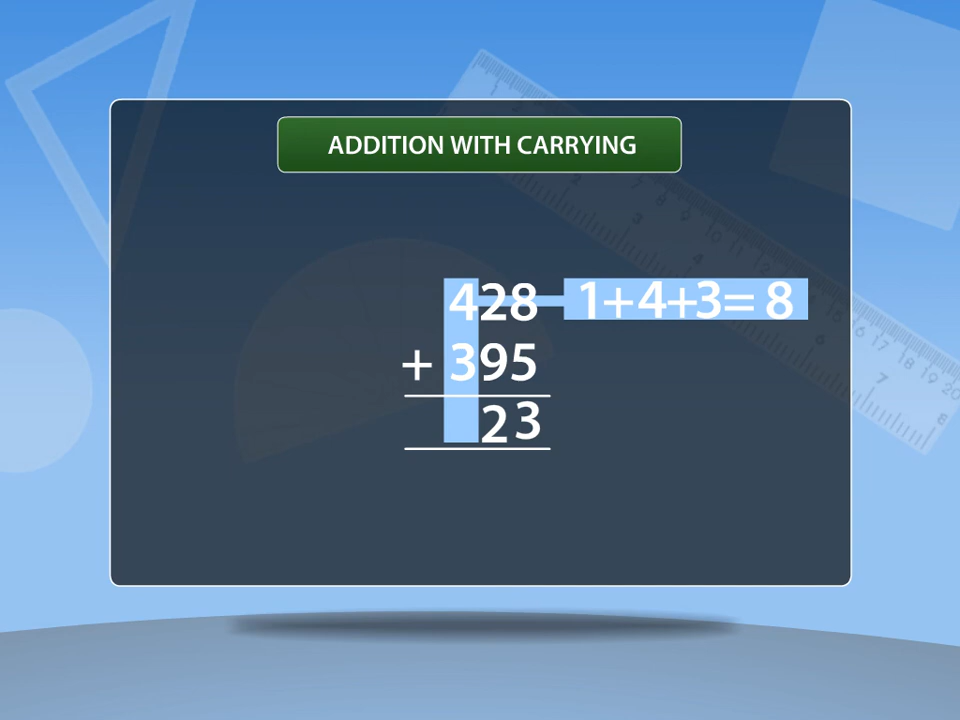 ADDITION WITH CARRYING
428 1+4+3= 8
+ 395
23